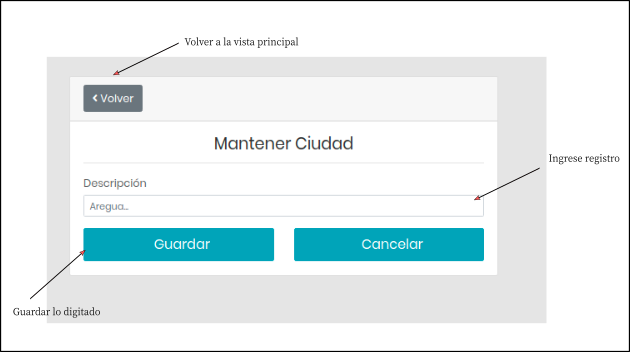 Volver a la vista principal
Volver
Mantener Ciudad
Ingrese registro
Descripción
Aregua...
Guardar
Cancelar
Guardar lo digitado